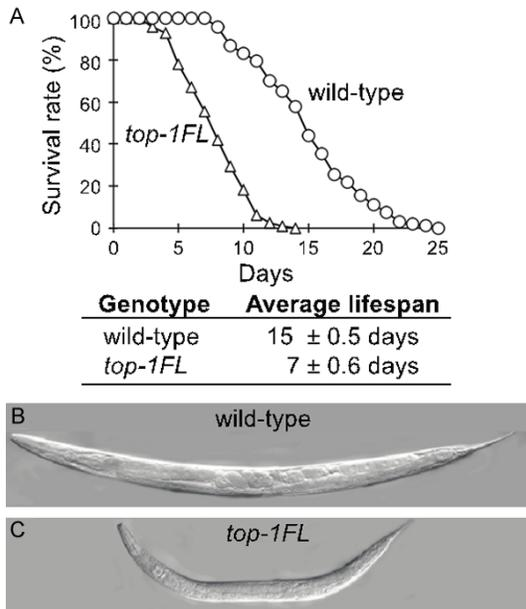 A
Survival rate (%)
100
80
60
40
20
0
wild-type
top-1FL
0 5 10 15 20 25
Days
Genotype Average lifespan
wild-type 15 ± 0.5 days
top-1FL 7 ± 0.6 days
B wild-type
C top-1FL